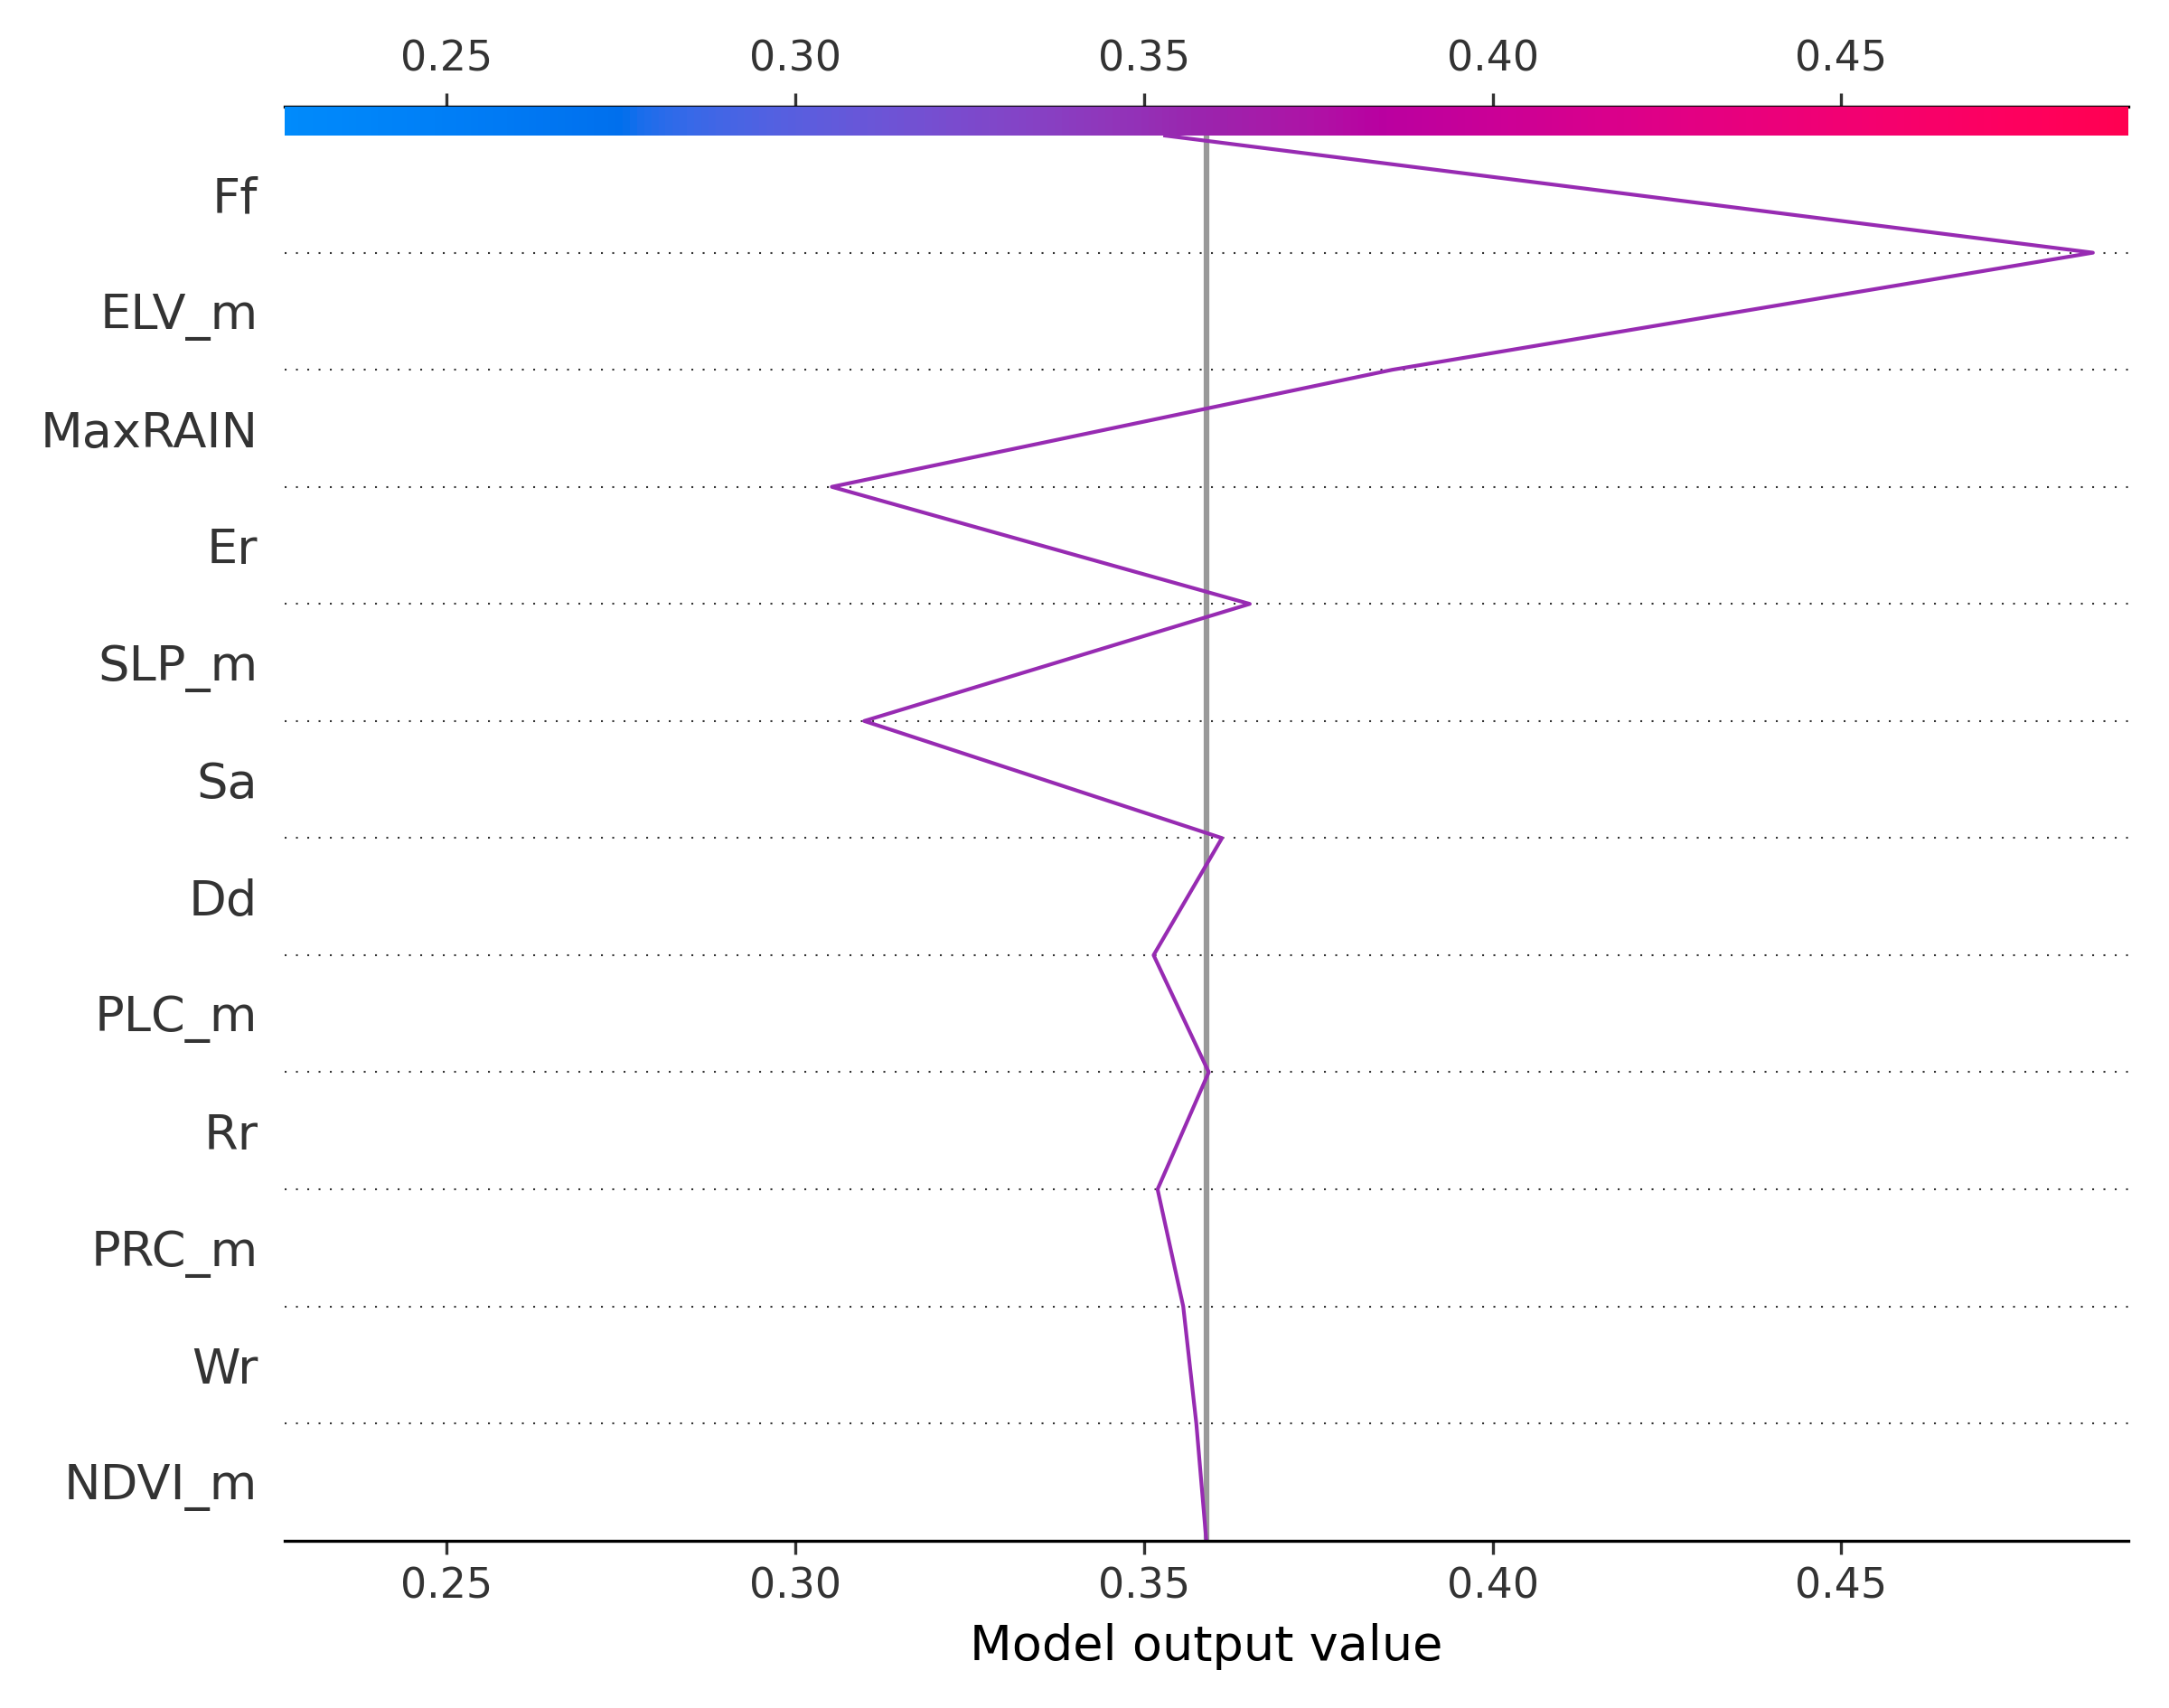 0.25 0.30 0.35 0.40 0.45
Ff
ELV_m
MaxRAIN
Er
SLP_m
Sa
Dd
PLC_m
Rr
PRC_m
Wr
NDVI_m
0.25 0.30 0.35 0.40 0.45
Model output value